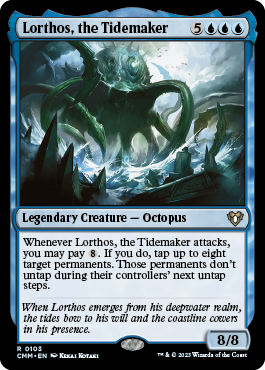 Lorthos, the Tidemaker 5
Legendary Creature — Octopus
Whenever Lorthos, the Tidemaker attacks,
you may pay 8. If you do, tap up to eight
target permanents. Those permanents don't
untap during their controllers' next untap
steps.
When Lorthos emerges from his deepwater realm,
the tides bow to his will and the coastline cowers
in his presence.
8/8
R 0103
CMM • EN Kekai Kotaki
™ & © 2023 Wizards of the Coast